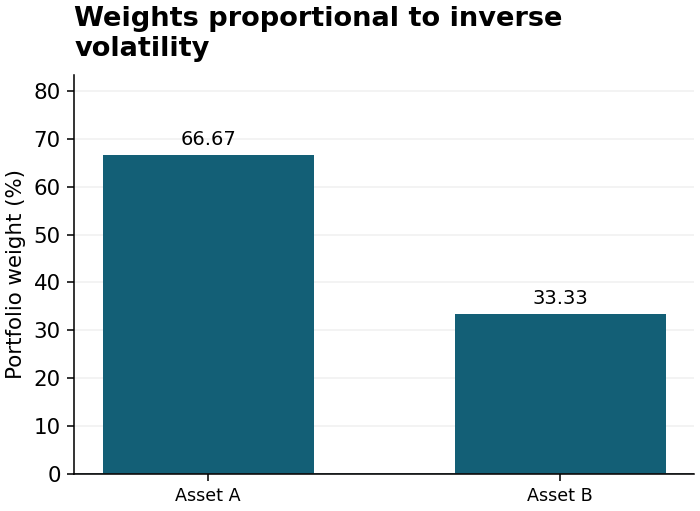 Weights proportional to inverse
volatility
Portfolio weight (%)
80
70
60
50
40
30
20
10
0
66.67
33.33
Asset A
Asset B